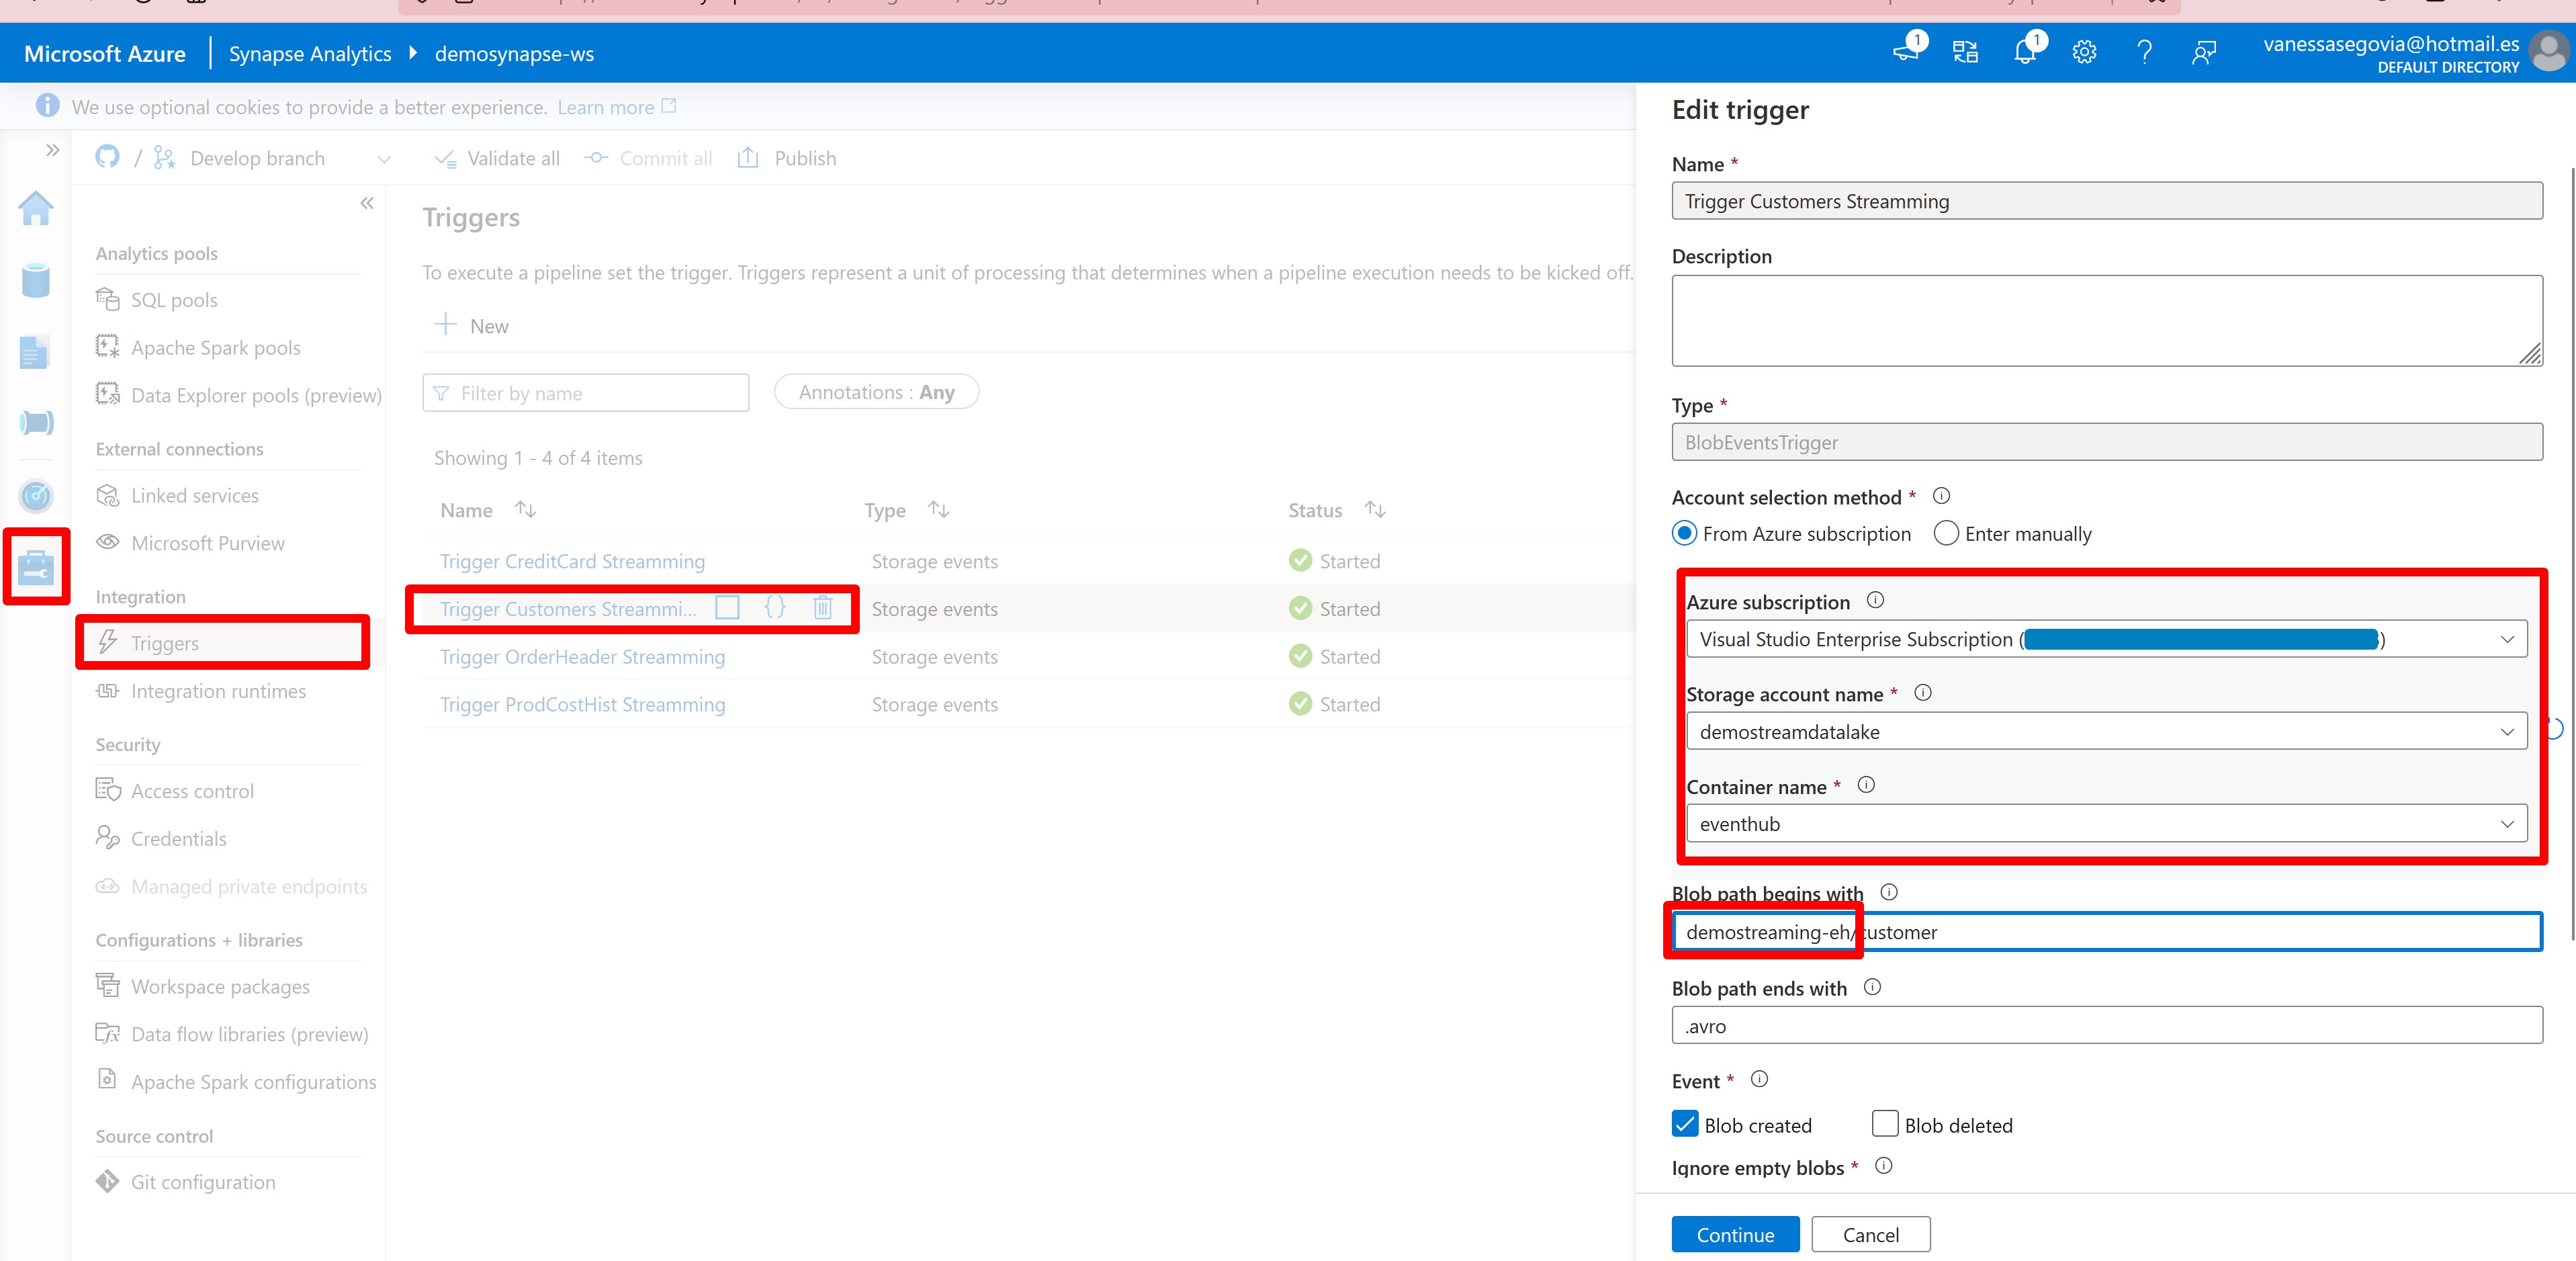 Microsoft Azure
Synapse Analytics
demosynapse-ws
1
1
vanessasegovia@hotmail.es
DEFAULT DIRECTORY
We use optional cookies to provide a better experience. Learn more
/ Develop branch
Validate all
Commit all
Publish
Analytics pools
SQL pools
Apache Spark pools
Data Explorer pools (preview)
External connections
Linked services
Microsoft Purview
Integration
Triggers
Integration runtimes
Security
Access control
Credentials
Managed private endpoints
Configurations + libraries
Workspace packages
Data flow libraries (preview)
Apache Spark configurations
Source control
Git configuration
Triggers
To execute a pipeline set the trigger. Triggers represent a unit of processing that determines when a pipeline execution needs to be kicked off.
New
Filter by name
Annotations : Any
Showing 1 - 4 of 4 items
Name Type Status
Trigger CreditCard Streamming Storage events Started
Trigger Customers Streammi... {} Storage events Started
Trigger OrderHeader Streamming Storage events Started
Trigger ProdCostHist Streamming Storage events Started
Edit trigger
Name *
Trigger Customers Streamming
Description
Type *
BlobEventsTrigger
Account selection method *
From Azure subscription Enter manually
Azure subscription
Visual Studio Enterprise Subscription ( )
Storage account name *
demostreamdatalake
Container name *
eventhub
Blob path begins with
demostreaming-eh/customer
Blob path ends with
.avro
Event *
Blob created Blob deleted
Ignore empty blobs *
Continue Cancel